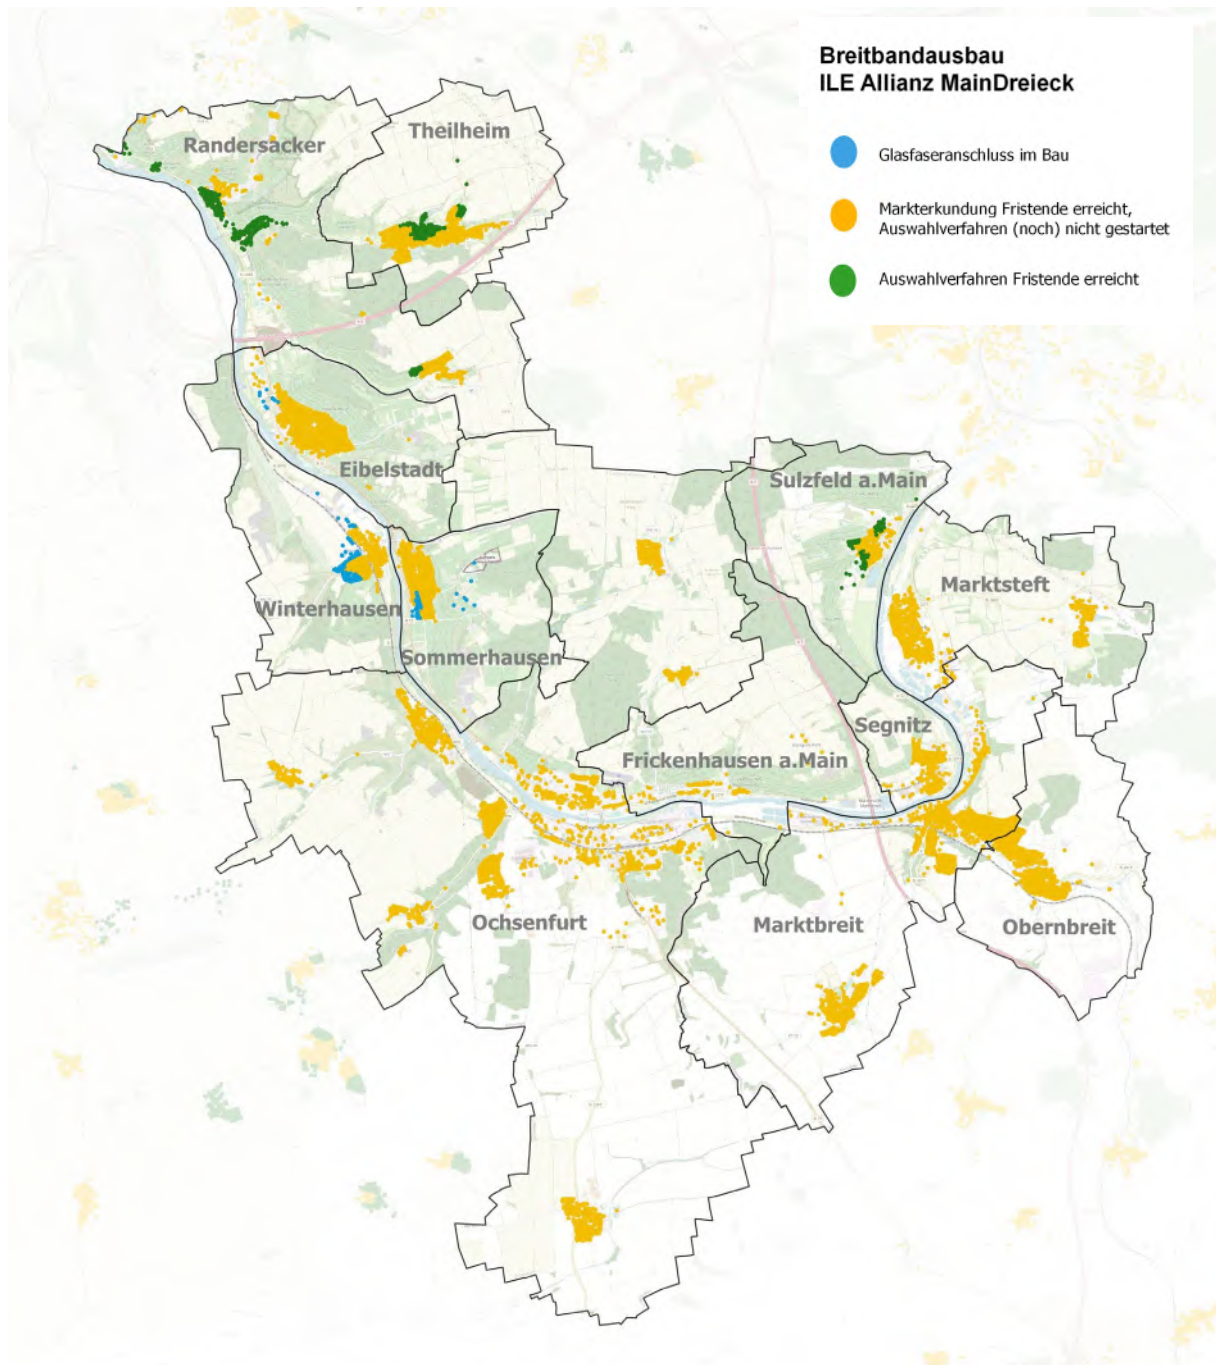 Breitbandausbau
ILE Allianz MainDreieck
Glasfaseranschluss im Bau
Markterkundung Fristende erreicht,
Auswahlverfahren (noch) nicht gestartet
Auswahlverfahren Fristende erreicht
Theilheim
Randersacker
Eibelstadt
Sulzfeld a.Main
Marktsteft
Winterhausen
Sommerhausen
Segnitz
Frickenhausen a.Main
Ochsenfurt
Marktbreit
Obernbreit